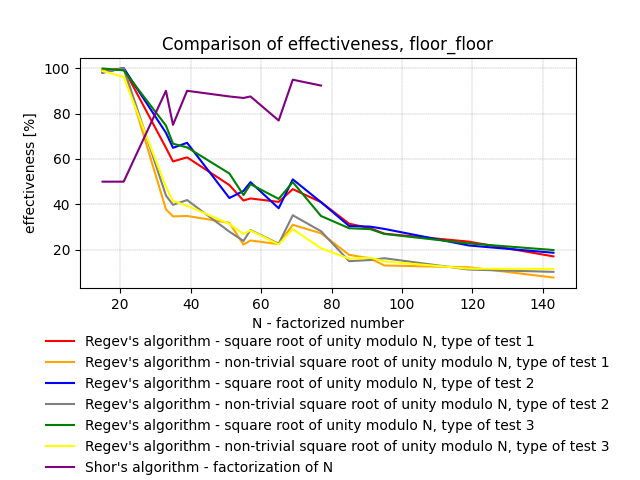 Comparison of effectiveness, floor_floor
100
80
60
40
20
effectiveness [%]
20 40 60 80 100 120 140
N - factorized number
Regev's algorithm - square root of unity modulo N, type of test 1
Regev's algorithm - non-trivial square root of unity modulo N, type of test 1
Regev's algorithm - square root of unity modulo N, type of test 2
Regev's algorithm - non-trivial square root of unity modulo N, type of test 2
Regev's algorithm - square root of unity modulo N, type of test 3
Regev's algorithm - non-trivial square root of unity modulo N, type of test 3
Shor's algorithm - factorization of N